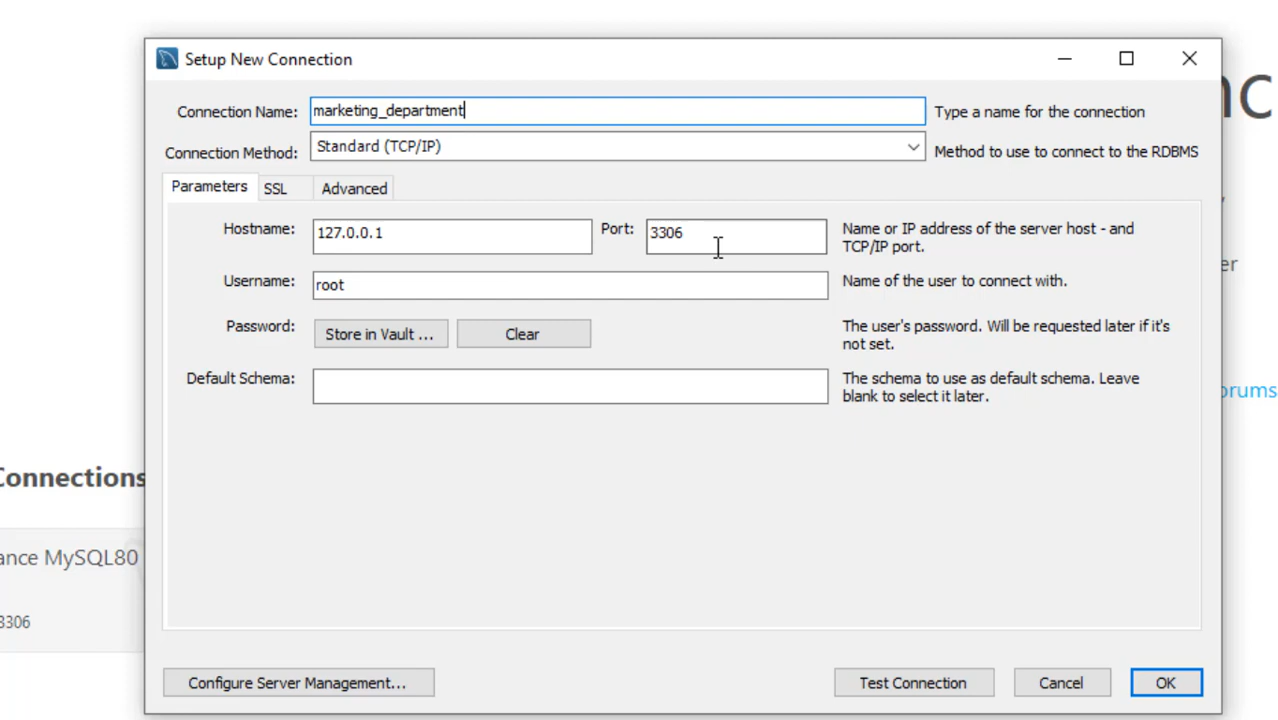 Setup New Connection
Connection Name: marketing_department Type a name for the connection
Connection Method: Standard (TCP/IP) Method to use to connect to the RDBMS
Parameters SSL Advanced
Hostname: 127.0.0.1 Port: 3306 Name or IP address of the server host - and
TCP/IP port.
Username: root Name of the user to connect with.
Password: Store in Vault ... Clear The user's password. Will be requested later if it's
not set.
Default Schema: The schema to use as default schema. Leave
blank to select it later.
Configure Server Management... Test Connection Cancel OK
Connections
ance MySQL80
3306
nc
er
orums